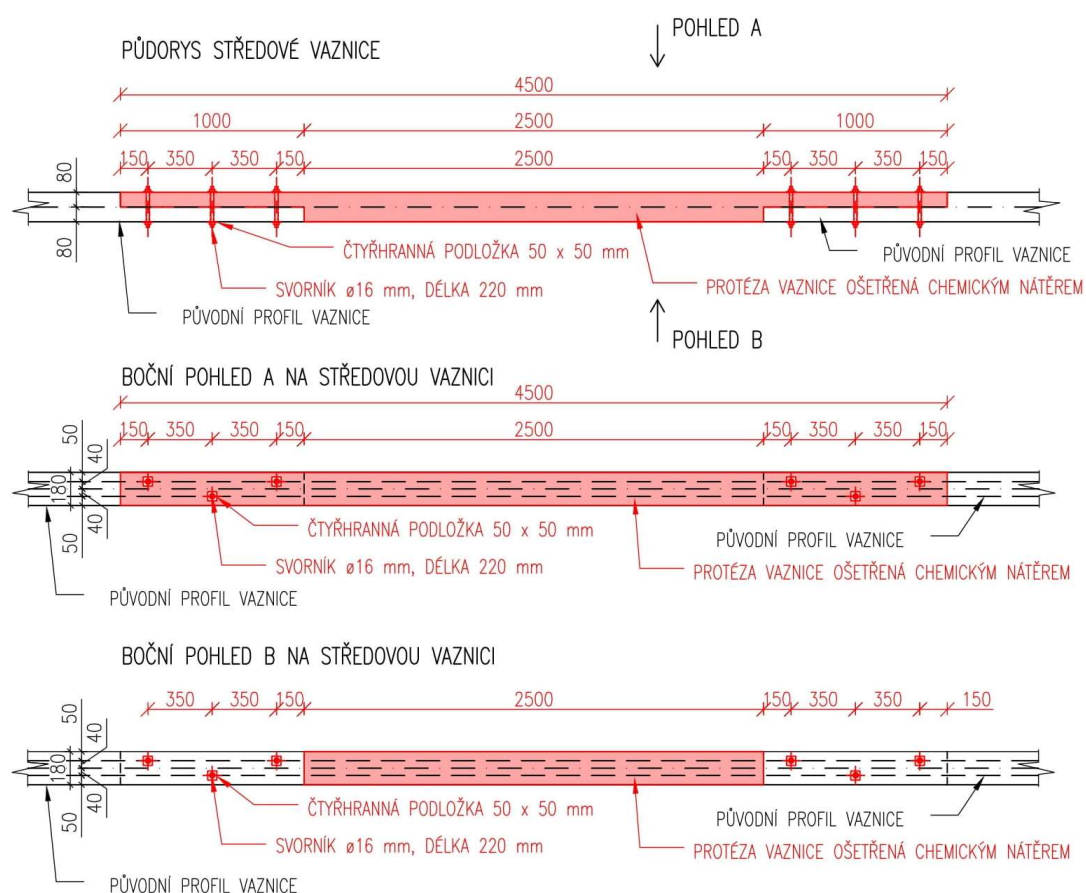 PŮDORYS STŘEDOVÉ VAZNICE
POHLED A
4500
1000 2500 1000
150 350 350 150 2500 150 350 350 150
80
80
ČTYŘHRANNÁ PODLOŽKA 50 x 50 mm
PŮVODNÍ PROFIL VAZNICE
SVORNÍK ø16 mm, DÉLKA 220 mm
PROTÉZA VAZNICE OŠETŘENÁ CHEMICKÝM NÁTĚREM
PŮVODNÍ PROFIL VAZNICE
POHLED B
BOČNÍ POHLED A NA STŘEDOVOU VAZNICI
4500
150 350 350 150 2500 150 350 350 150
50
40
180
40
50
ČTYŘHRANNÁ PODLOŽKA 50 x 50 mm
PŮVODNÍ PROFIL VAZNICE
SVORNÍK ø16 mm, DÉLKA 220 mm
PROTÉZA VAZNICE OŠETŘENÁ CHEMICKÝM NÁTĚREM
PŮVODNÍ PROFIL VAZNICE
BOČNÍ POHLED B NA STŘEDOVOU VAZNICI
350 350 150 2500 150 350 350 150
50
40
180
40
50
ČTYŘHRANNÁ PODLOŽKA 50 x 50 mm
PŮVODNÍ PROFIL VAZNICE
SVORNÍK ø16 mm, DÉLKA 220 mm
PROTÉZA VAZNICE OŠETŘENÁ CHEMICKÝM NÁTĚREM
PŮVODNÍ PROFIL VAZNICE